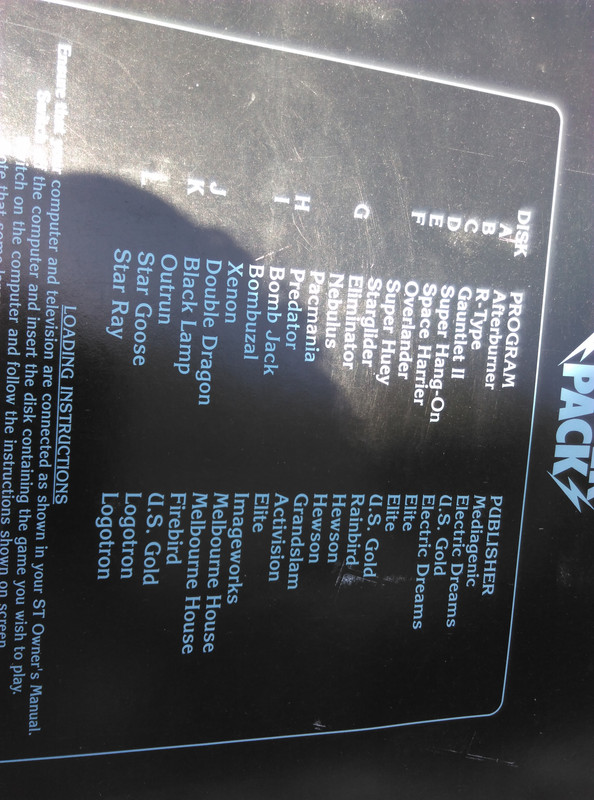 PACK
DISK PROGRAM PUBLISHER
A Afterburner Mediagenic
B R-Type Electric Dreams
C Gauntlet II U.S. Gold
D Super Hang-On Electric Dreams
E Space Harrier Elite
F Overlander Elite
Super Huey U.S. Gold
Starglider Rainbird
G Eliminator Hewson
Nebulus Hewson
Pacmania Grandslam
H Predator Activision
I Bomb Jack Elite
Bombuzal Imageworks
Xenon Melbourne House
J Double Dragon Melbourne House
K Black Lamp Firebird
Outrun U.S. Gold
L Star Goose Logotron
Star Ray Logotron
LOADING INSTRUCTIONS
Ensure that your computer and television are connected as shown in your ST Owner's Manual.
the computer and insert the disk containing the game you wish to play.
on the computer and follow the instructions shown on screen
that some